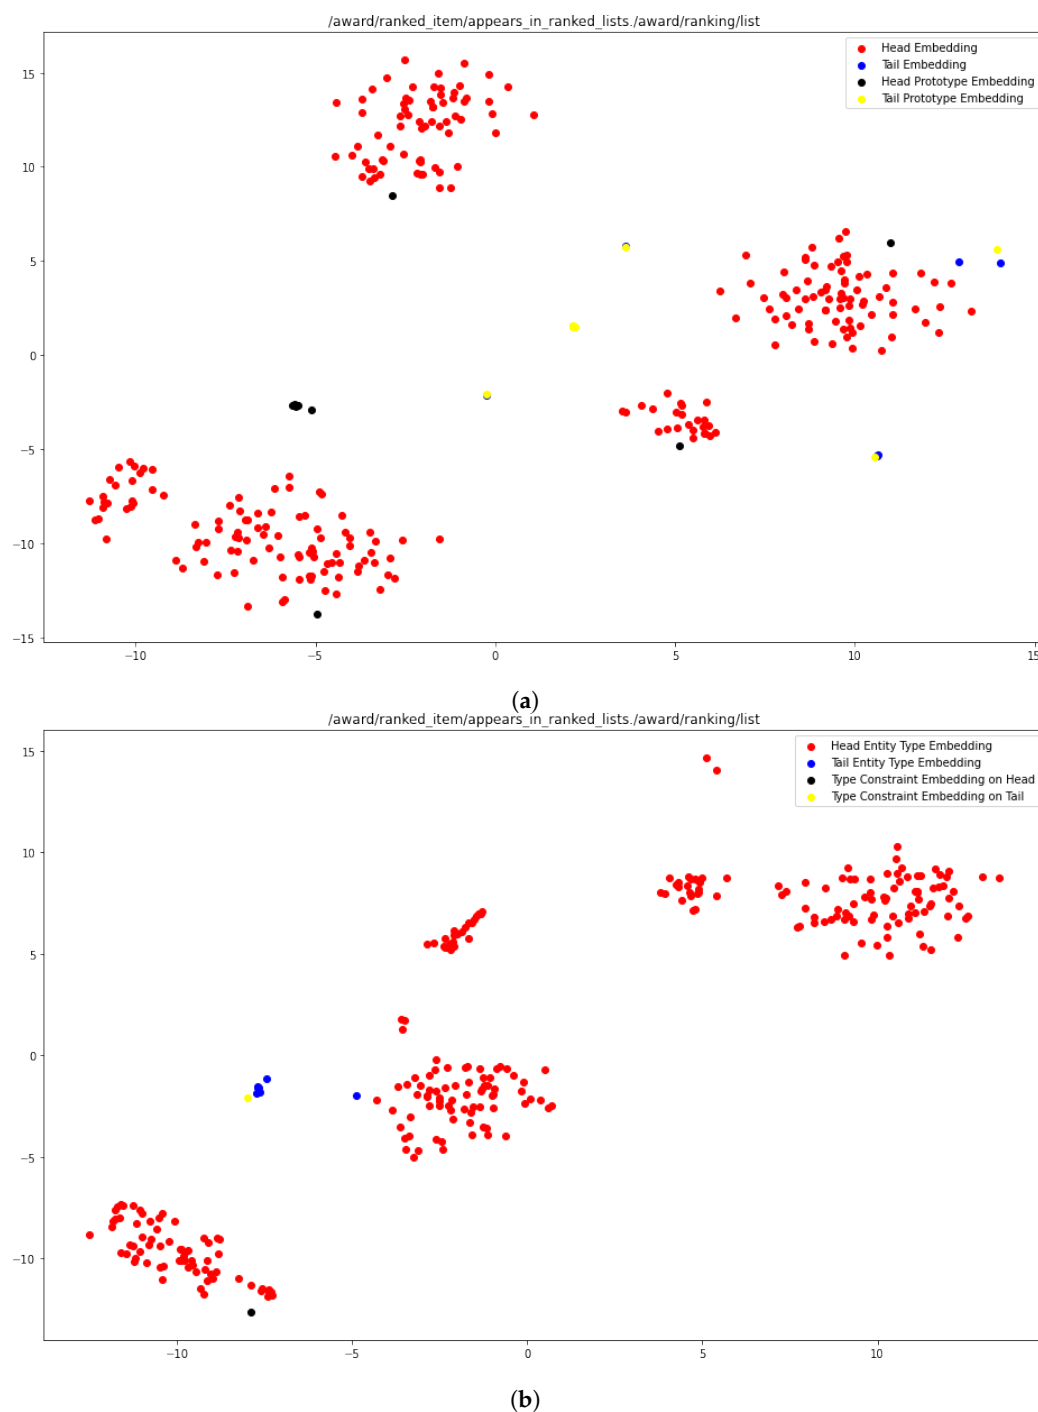 /award/ranked_item/appears_in_ranked_lists./award/ranking/list
Head Embedding
Tail Embedding
Head Prototype Embedding
Tail Prototype Embedding
15
10
5
0
−5
−10
−15
−10 −5 0 5 10 15
(a)
/award/ranked_item/appears_in_ranked_lists./award/ranking/list
Head Entity Type Embedding
Tail Entity Type Embedding
Type Constraint Embedding on Head
Type Constraint Embedding on Tail
15
10
5
0
−5
−10
−10 −5 0 5 10
(b)